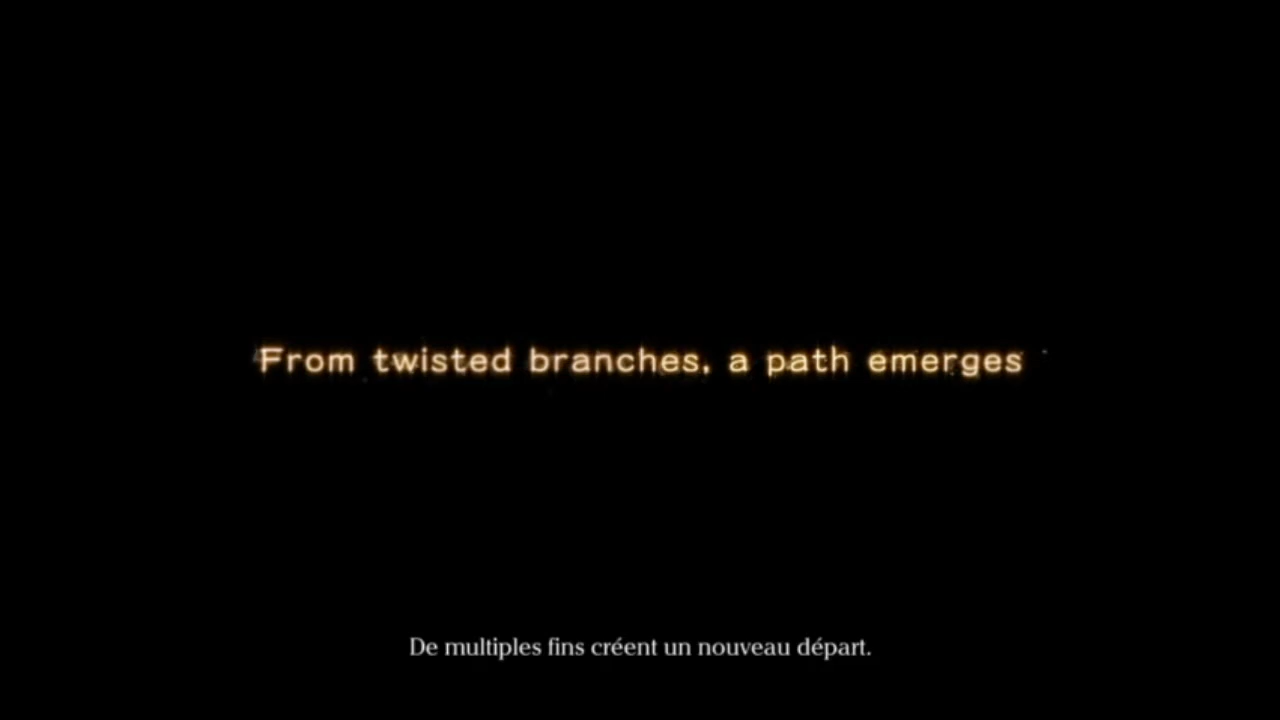 From twisted branches, a path emerges
De multiples fins créent un nouveau départ.